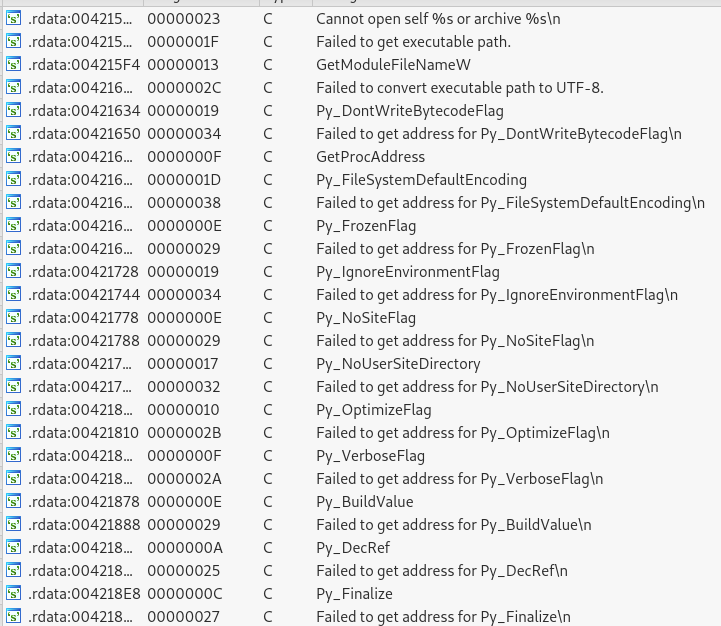 .rdata:004215... 00000023 C Cannot open self %s or archive %s\n
.rdata:004215... 0000001F C Failed to get executable path.
.rdata:004215F4 00000013 C GetModuleFileNameW
.rdata:004216... 0000002C C Failed to convert executable path to UTF-8.
.rdata:00421634 00000019 C Py_DontWriteBytecodeFlag
.rdata:00421650 00000034 C Failed to get address for Py_DontWriteBytecodeFlag\n
.rdata:004216... 0000000F C GetProcAddress
.rdata:004216... 0000001D C Py_FileSystemDefaultEncoding
.rdata:004216... 00000038 C Failed to get address for Py_FileSystemDefaultEncoding\n
.rdata:004216... 0000000E C Py_FrozenFlag
.rdata:004216... 00000029 C Failed to get address for Py_FrozenFlag\n
.rdata:00421728 00000019 C Py_IgnoreEnvironmentFlag
.rdata:00421744 00000034 C Failed to get address for Py_IgnoreEnvironmentFlag\n
.rdata:00421778 0000000E C Py_NoSiteFlag
.rdata:00421788 00000029 C Failed to get address for Py_NoSiteFlag\n
.rdata:004217... 00000017 C Py_NoUserSiteDirectory
.rdata:004217... 00000032 C Failed to get address for Py_NoUserSiteDirectory\n
.rdata:004218... 00000010 C Py_OptimizeFlag
.rdata:00421810 0000002B C Failed to get address for Py_OptimizeFlag\n
.rdata:004218... 0000000F C Py_VerboseFlag
.rdata:004218... 0000002A C Failed to get address for Py_VerboseFlag\n
.rdata:00421878 0000000E C Py_BuildValue
.rdata:00421888 00000029 C Failed to get address for Py_BuildValue\n
.rdata:004218... 0000000A C Py_DecRef
.rdata:004218... 00000025 C Failed to get address for Py_DecRef\n
.rdata:004218E8 0000000C C Py_Finalize
.rdata:004218... 00000027 C Failed to get address for Py_Finalize\n